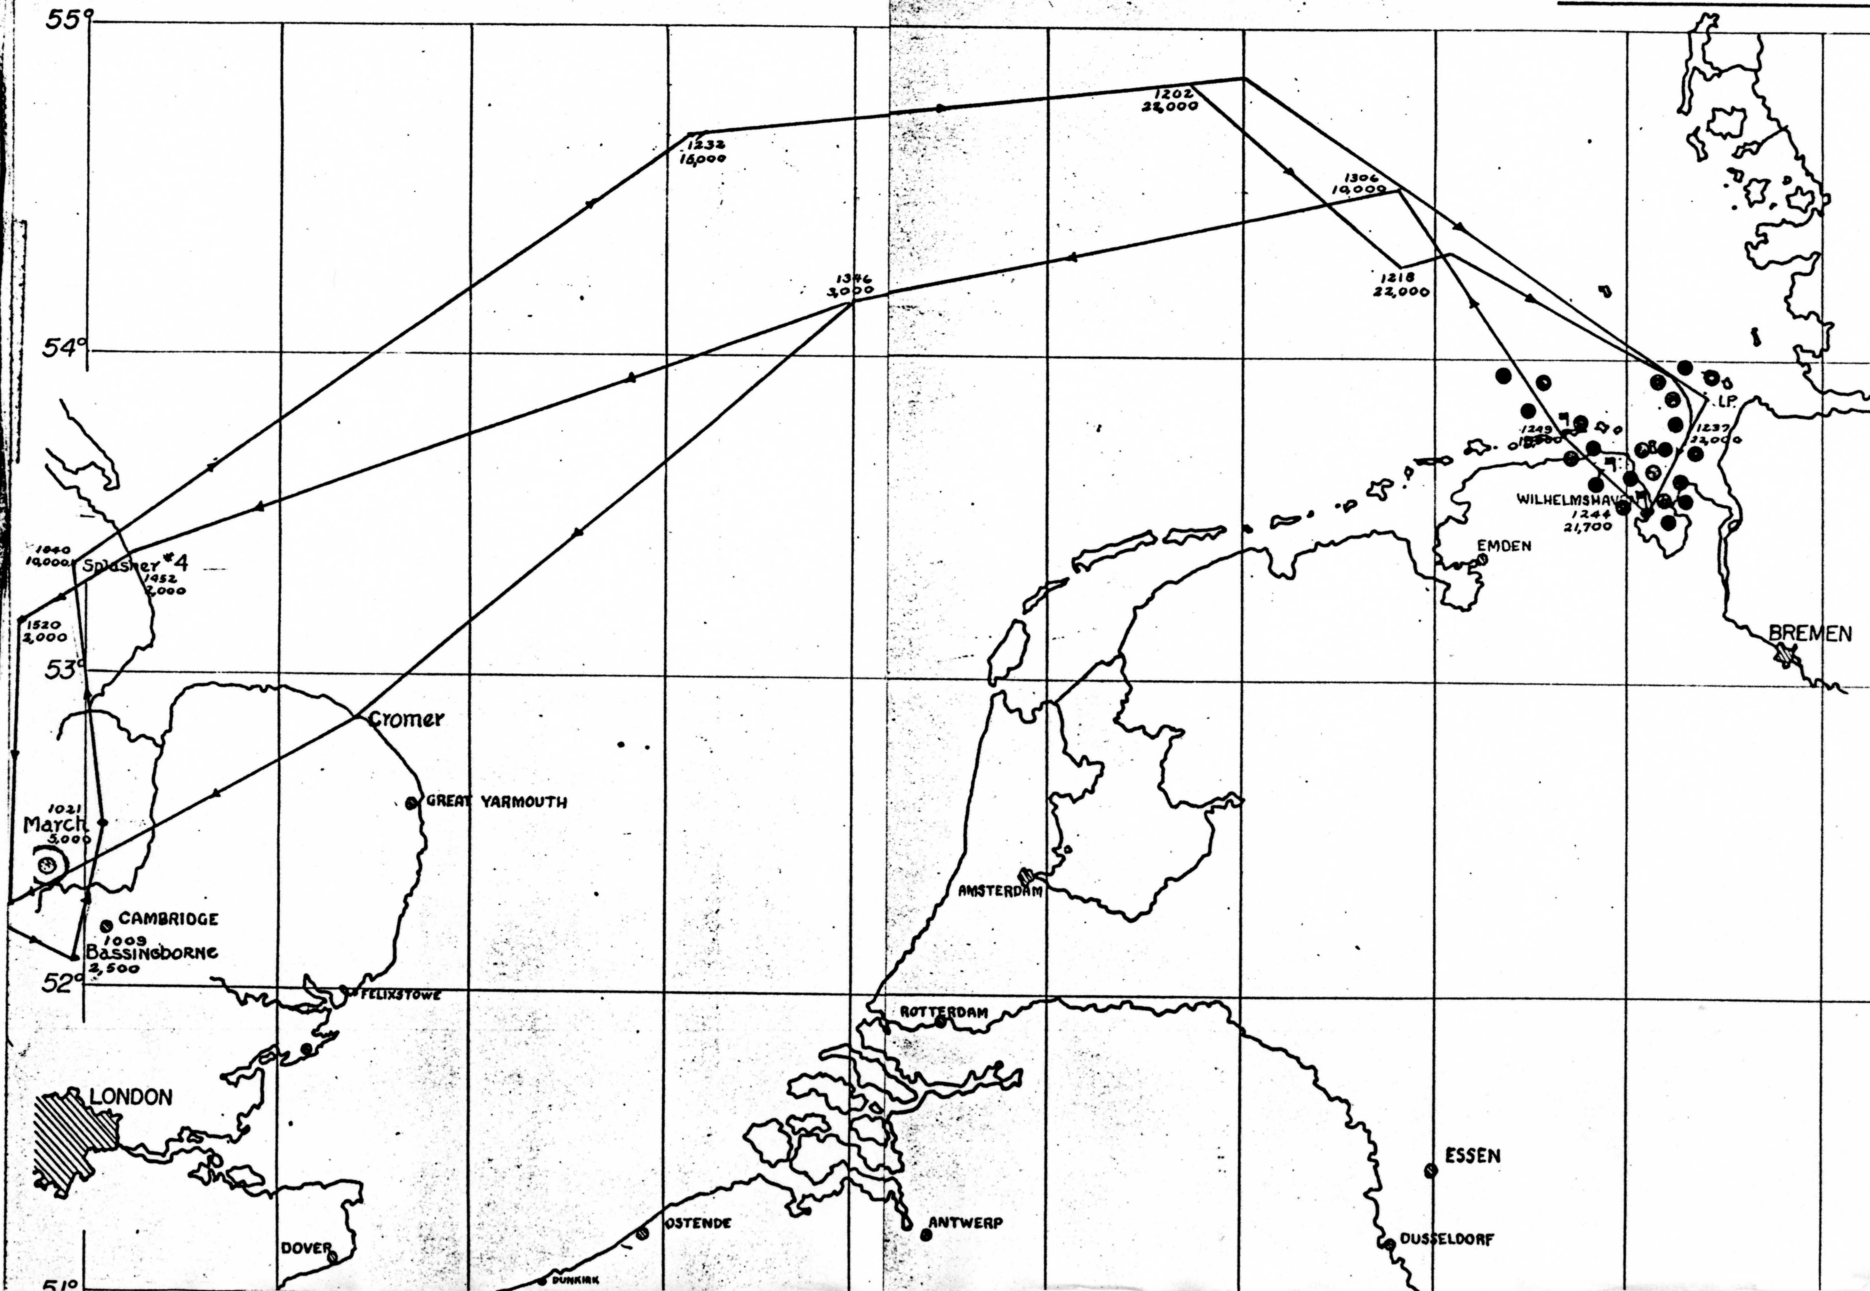 55°
1202
22,000
1232
15,000
1306
10,000
1218
22,000
1346
3,000
54°
I.P.
1237
22,000
1249
WILHELMSHAVEN
1244
21,700
EMDEN
1040
10,000
Splasher #4
1452
2,000
1520
2,000
BREMEN
53°
Cromer
GREAT YARMOUTH
1021
March
5,000
AMSTERDAM
CAMBRIDGE
1009
BASSINGBORNE
2,500
52°
FELIXSTOWE
ROTTERDAM
LONDON
ESSEN
OSTENDE
ANTWERP
DUSSELDORF
DOVER
DUNKIRK
51°